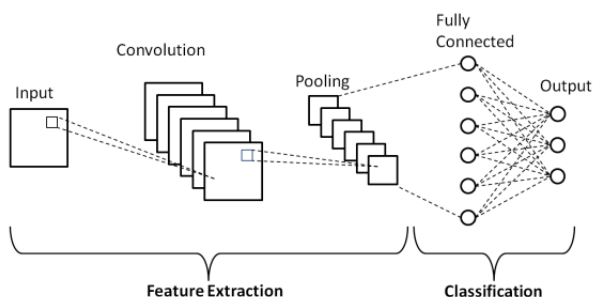 Fully
Connected
Convolution
Pooling
Output
Input
Feature Extraction
Classification